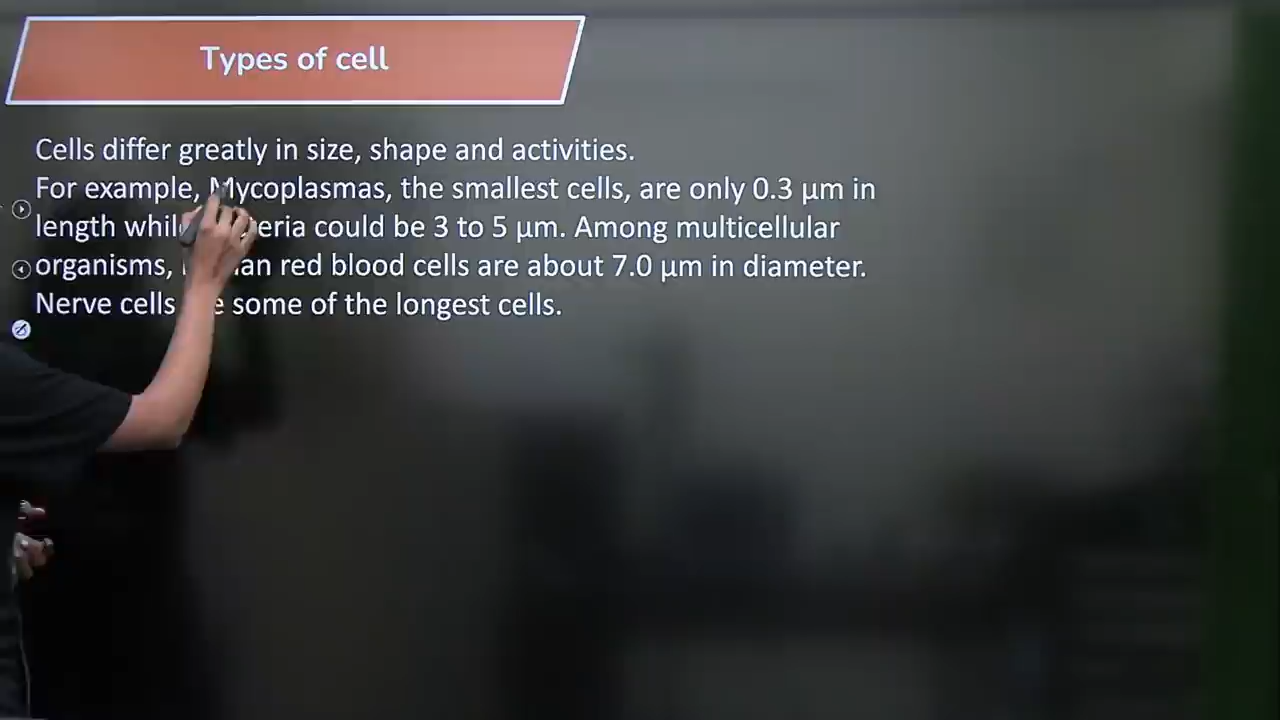 Types of cell
Cells differ greatly in size, shape and activities.
For example, Mycoplasmas, the smallest cells, are only 0.3 μm in
length while could be 3 to 5 μm. Among multicellular
organisms, red blood cells are about 7.0 μm in diameter.
Nerve cells some of the longest cells.